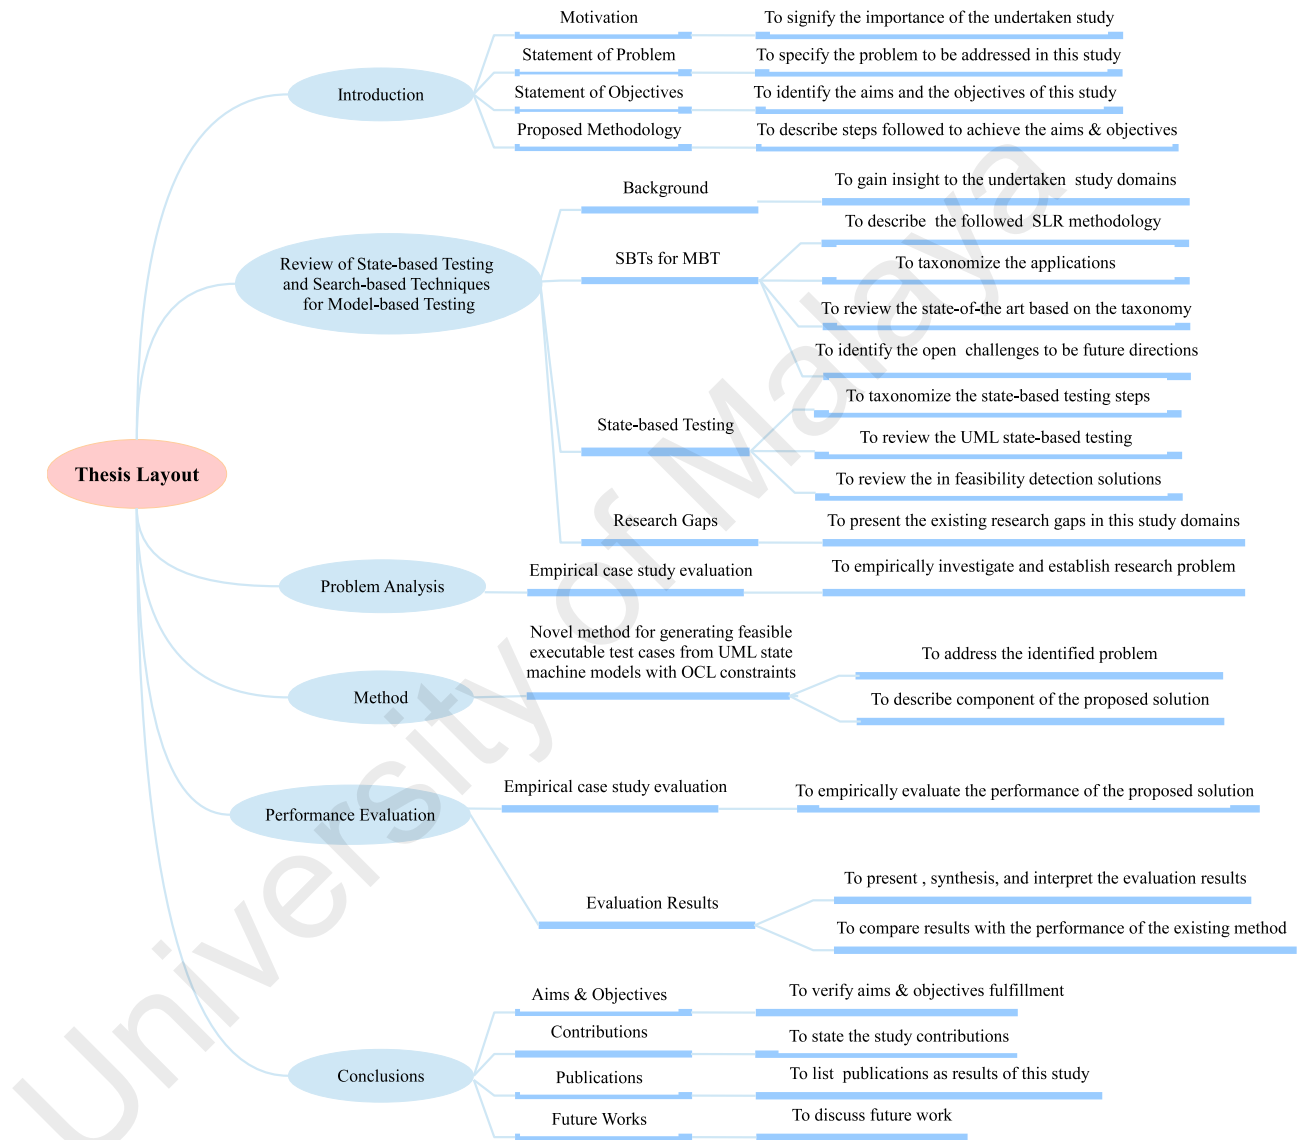 Thesis Layout
Introduction
Motivation
To signify the importance of the undertaken study
Statement of Problem
To specify the problem to be addressed in this study
Statement of Objectives
To identify the aims and the objectives of this study
Proposed Methodology
To describe steps followed to achieve the aims & objectives
Review of State-based Testing
and Search-based Techniques
for Model-based Testing
Background
To gain insight to the undertaken study domains
SBTs for MBT
To describe the followed SLR methodology
To taxonomize the applications
To review the state-of-the art based on the taxonomy
To identify the open challenges to be future directions
State-based Testing
To taxonomize the state-based testing steps
To review the UML state-based testing
To review the in feasibility detection solutions
Research Gaps
To present the existing research gaps in this study domains
Problem Analysis
Empirical case study evaluation
To empirically investigate and establish research problem
Method
Novel method for generating feasible
executable test cases from UML state
machine models with OCL constraints
To address the identified problem
To describe component of the proposed solution
Performance Evaluation
Empirical case study evaluation
To empirically evaluate the performance of the proposed solution
Evaluation Results
To present , synthesis, and interpret the evaluation results
To compare results with the performance of the existing method
Conclusions
Aims & Objectives
To verify aims & objectives fulfillment
Contributions
To state the study contributions
Publications
To list publications as results of this study
Future Works
To discuss future work
University of Malaya